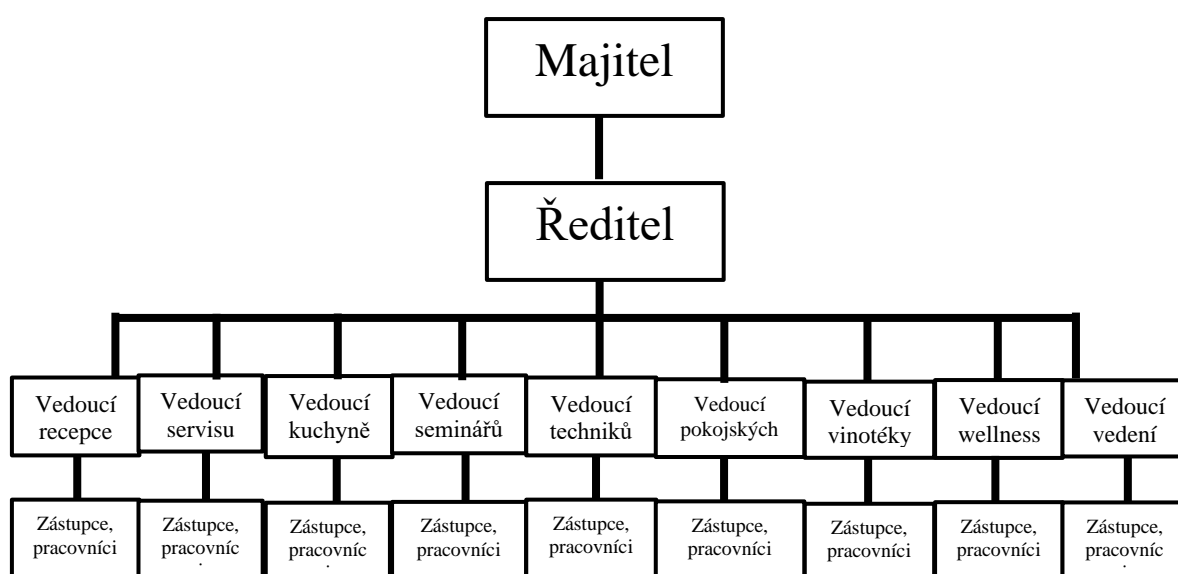 Majitel
Ředitel
Vedoucí
recepce
Vedoucí
servisu
Vedoucí
kuchyně
Vedoucí
seminářů
Vedoucí
techniků
Vedoucí
pokojských
Vedoucí
vinotéky
Vedoucí
wellness
Vedoucí
vedení
Zástupce,
pracovníci
Zástupce,
pracovníc
Zástupce,
pracovníc
Zástupce,
pracovníci
Zástupce,
pracovníci
Zástupce,
pracovníci
Zástupce,
pracovníci
Zástupce,
pracovníci
Zástupce,
pracovníc